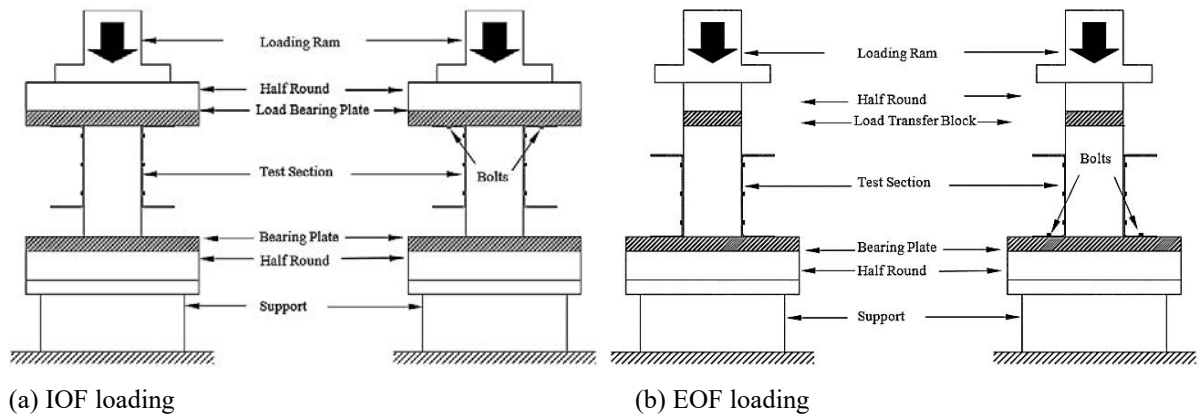 Loading Ram
Half Round
Load Bearing Plate
Test Section
Bolts
Bearing Plate
Half Round
Support
(a) IOF loading
Loading Ram
Half Round
Load Transfer Block
Bolts
Test Section
Bearing Plate
Half Round
Support
(b) EOF loading